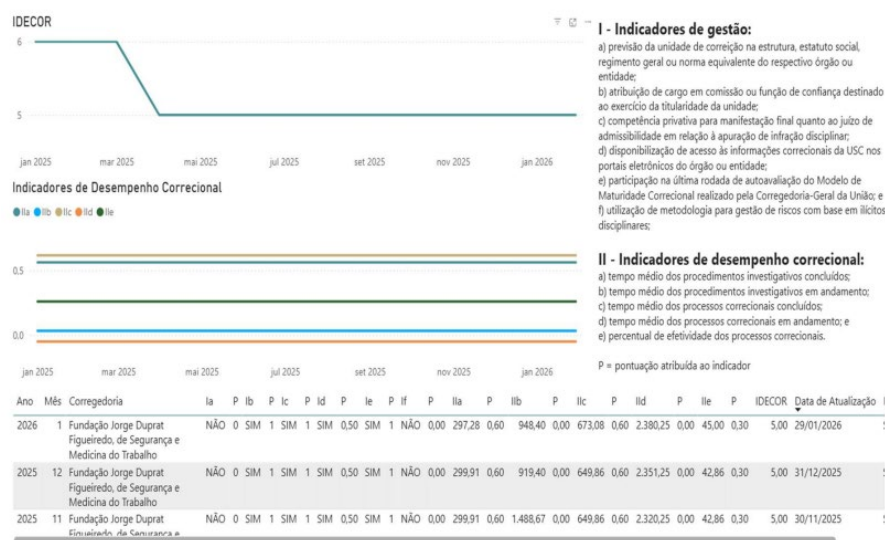 IDECOR
6
5
jan 2025 mar 2025 mai 2025 jul 2025 set 2025 nov 2025 jan 2026
Indicadores de Desempenho Correcional
IIa IIb IIc IId IIe
0.5
0.0
jan 2025 mar 2025 mai 2025 jul 2025 set 2025 nov 2025 jan 2026
I - Indicadores de gestão:
a) previsão da unidade de correição na estrutura, estatuto social,
regimento geral ou norma equivalente do respectivo órgão ou
entidade;
b) atribuição de cargo em comissão ou função de confiança destinado
ao exercício da titularidade da unidade;
c) competência privativa para manifestação final quanto ao juízo de
admissibilidade em relação à apuração de infração disciplinar;
d) disponibilização de acesso às informações correcionais da USC nos
portais eletrônicos do órgão ou entidade;
e) participação na última rodada de autoavaliação do Modelo de
Maturidade Correcional realizado pela Corregedoria-Geral da União; e
f) utilização de metodologia para gestão de riscos com base em ilícitos
disciplinares;
II - Indicadores de desempenho correcional:
a) tempo médio dos procedimentos investigativos concluídos;
b) tempo médio dos procedimentos investigativos em andamento;
c) tempo médio dos processos correcionais concluídos;
d) tempo médio dos processos correcionais em andamento; e
e) percentual de efetividade dos processos correcionais.
P = pontuação atribuída ao indicador
Ano Mês Corregedoria Ia P Ib P Ic P Id P Ie P If P IIa P IIb P IIc P IId P IIe P IDECOR Data de Atualização
2026 1 Fundação Jorge Duprat NÃO 0 SIM 1 SIM 1 SIM 0,50 SIM 1 NÃO 0,00 297,28 0,60 948,40 0,00 673,08 0,60 2.380,25 0,00 45,00 0,30 5,00 29/01/2026
Figueiredo, de Segurança e
Medicina do Trabalho
2025 12 Fundação Jorge Duprat NÃO 0 SIM 1 SIM 1 SIM 0,50 SIM 1 NÃO 0,00 299,91 0,60 919,40 0,00 649,86 0,60 2.351,25 0,00 42,86 0,30 5,00 31/12/2025
Figueiredo, de Segurança e
Medicina do Trabalho
2025 11 Fundação Jorge Duprat NÃO 0 SIM 1 SIM 1 SIM 0,50 SIM 1 NÃO 0,00 299,91 0,60 1.488,67 0,00 649,86 0,60 2.320,25 0,00 42,86 0,30 5,00 30/11/2025
Figueiredo, de Segurança e